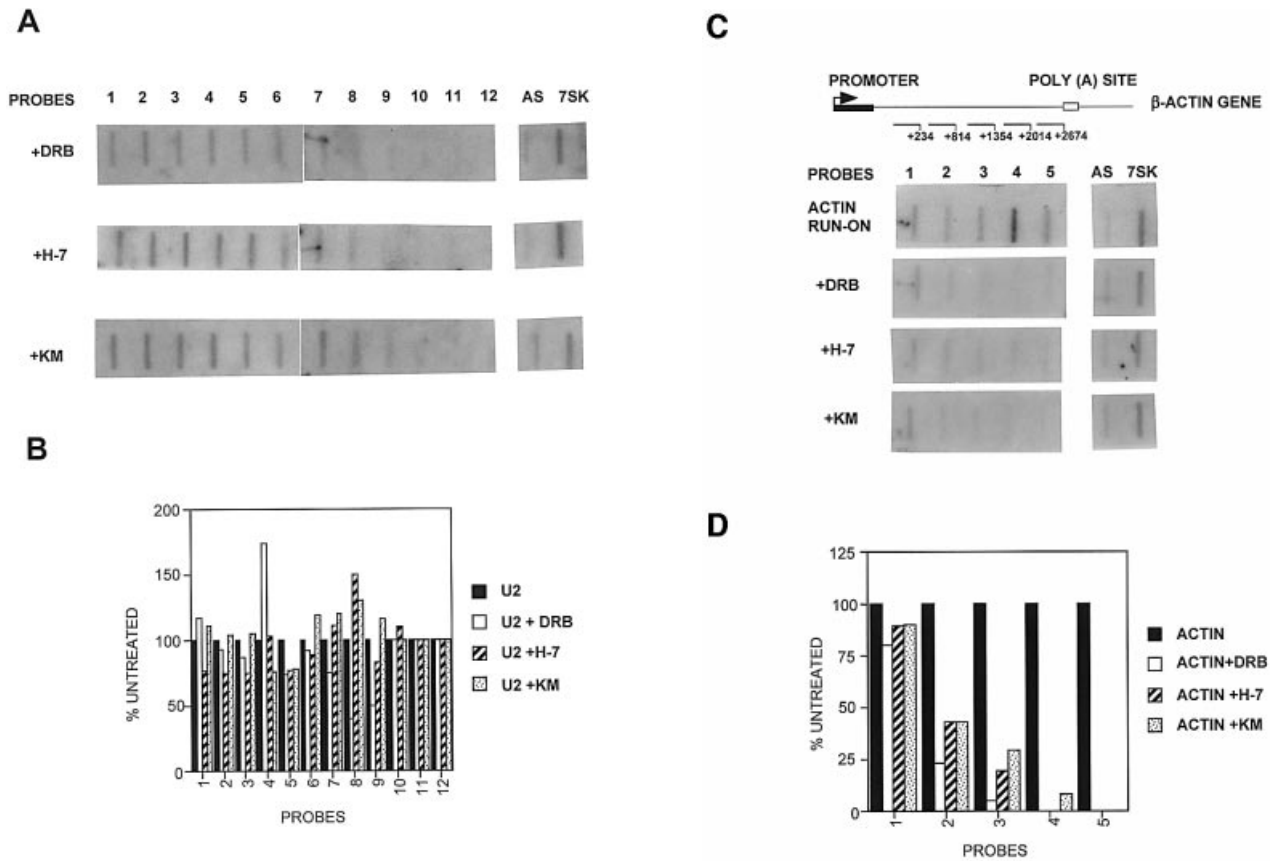 A
PROBES 1 2 3 4 5 6 7 8 9 10 11 12 AS 7SK
+DRB
+H-7
+KM
B
% UNTREATED
200
150
100
50
0
1 2 3 4 5 6 7 8 9 10 11 12
PROBES
U2
U2 + DRB
U2 +H-7
U2 +KM
C
PROMOTER POLY (A) SITE
β-ACTIN GENE
+234 +814 +1354 +2014 +2674
PROBES 1 2 3 4 5 AS 7SK
ACTIN
RUN-ON
+DRB
+H-7
+KM
D
% UNTREATED
125
100
75
50
25
0
1 2 3 4 5
PROBES
ACTIN
ACTIN+DRB
ACTIN +H-7
ACTIN +KM